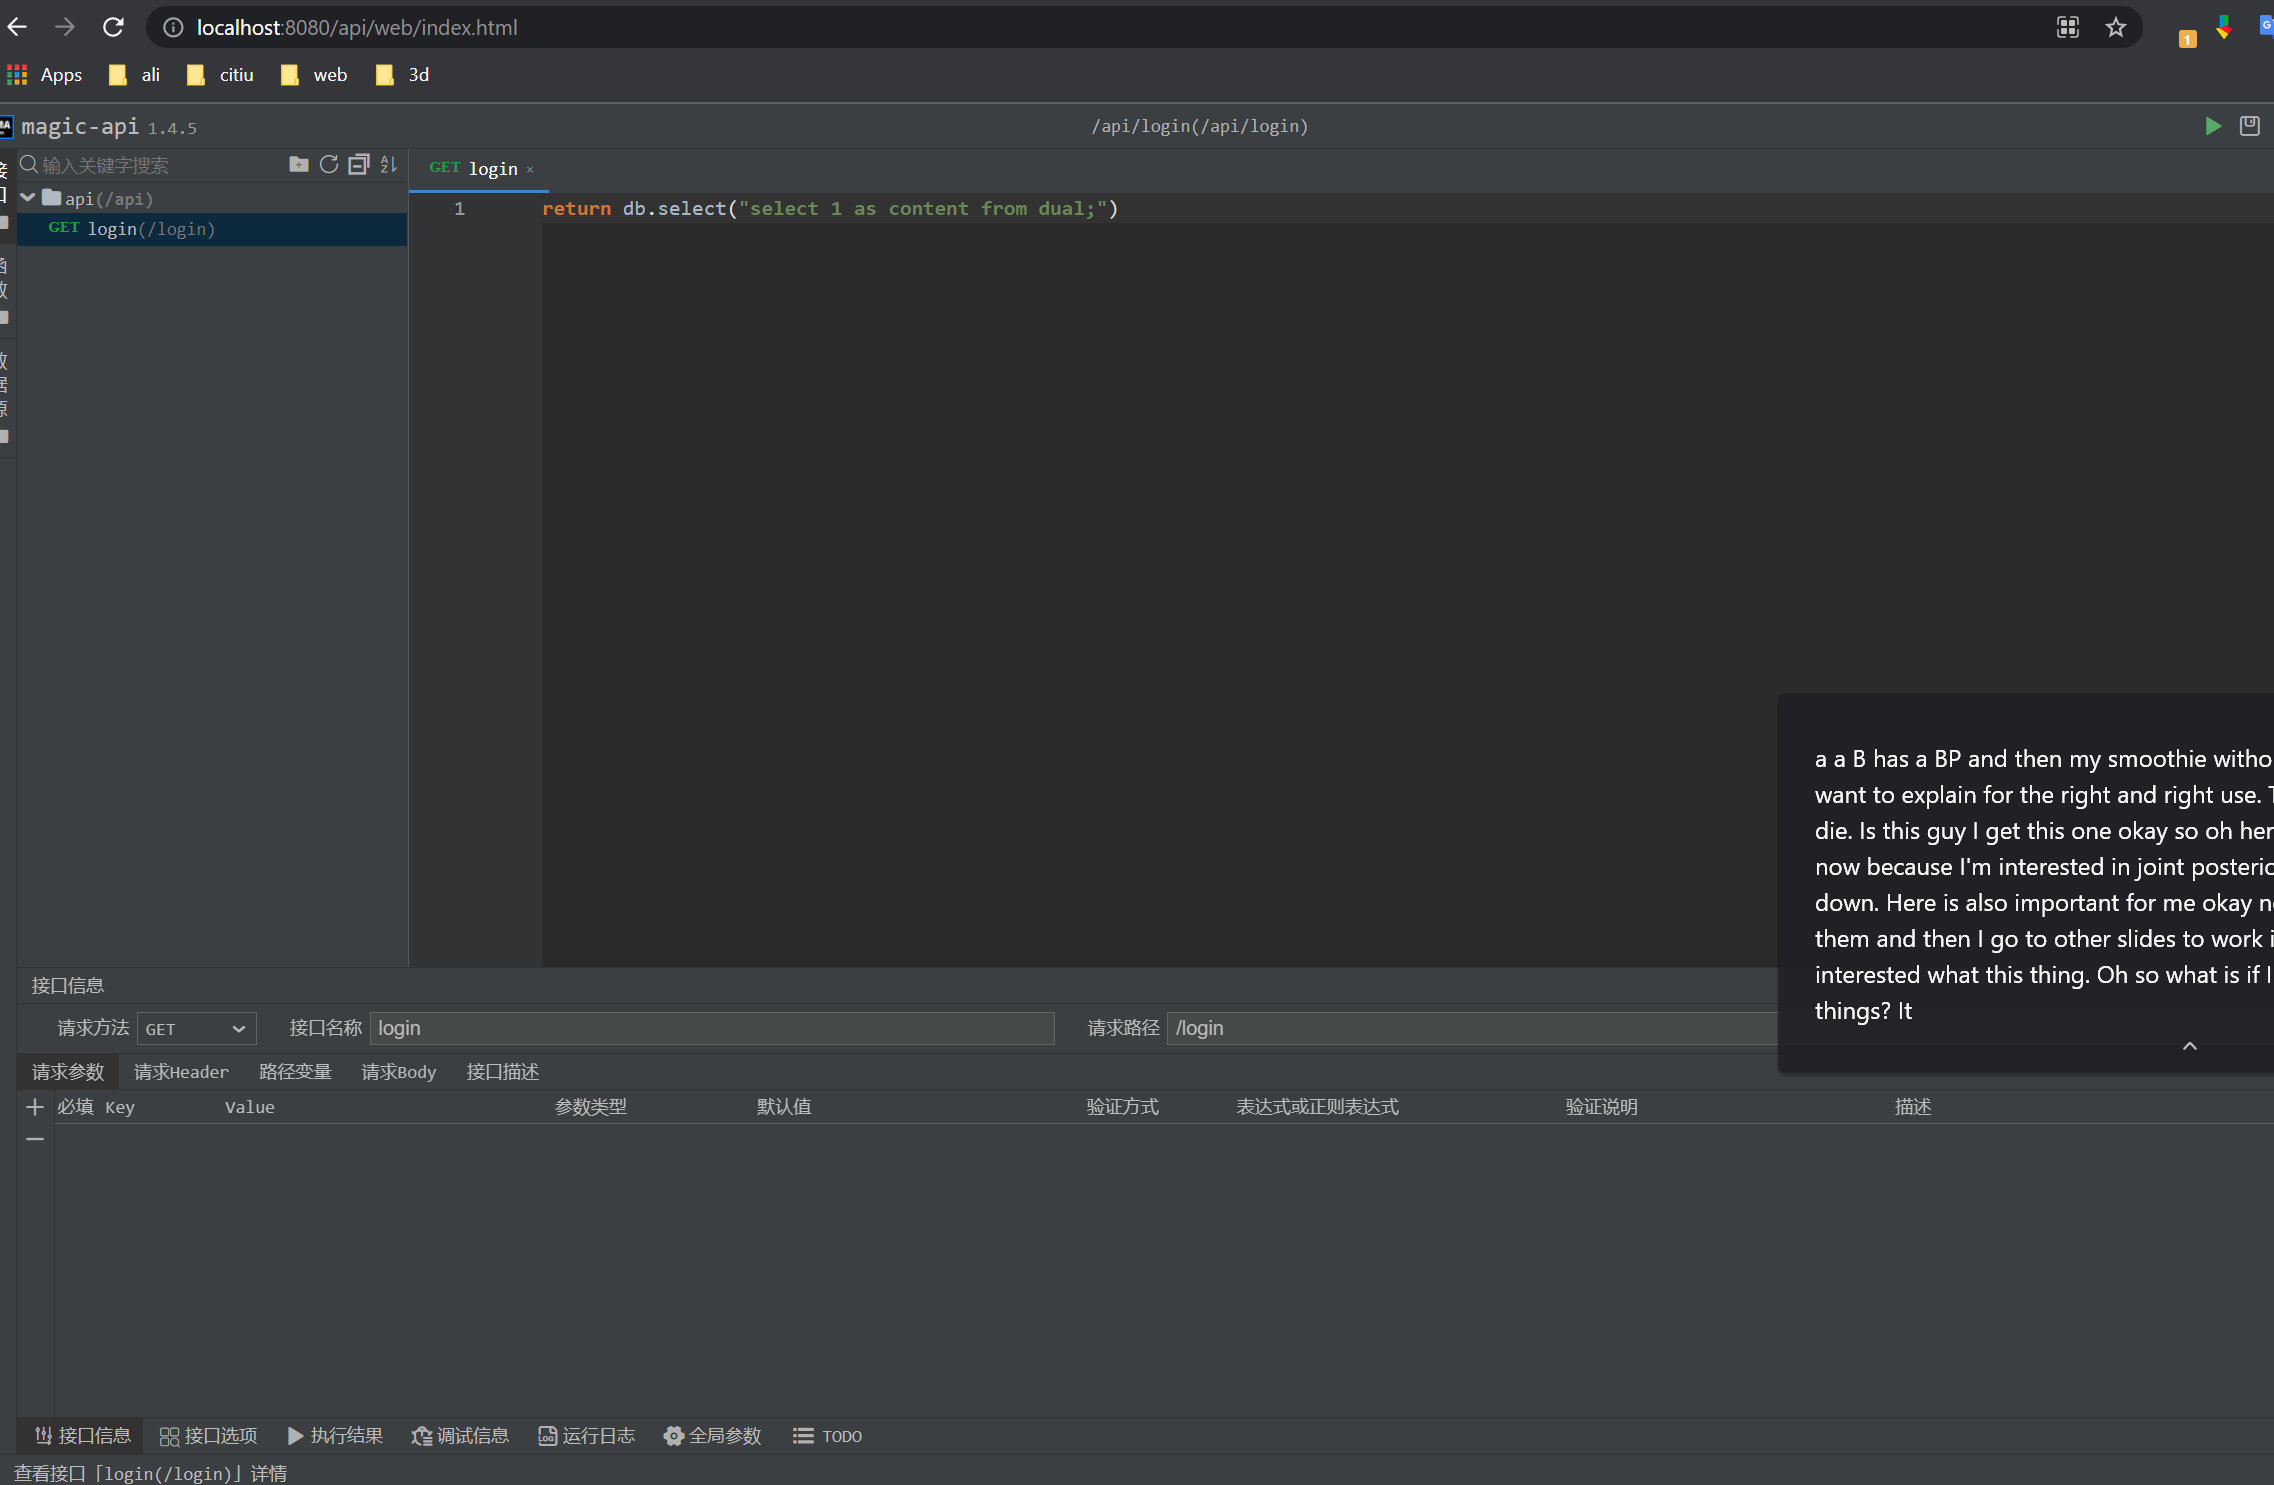 localhost:8080/api/web/index.html
1
Apps ali citiu web 3d
magic-api 1.4.5 /api/login(/api/login)
输入关键字搜索
GET login ×
api(/api)
GET login(/login)
1 return db.select("select 1 as content from dual;")
a a B has a BP and then my smoothie
want to explain for the right and right use.
die. Is this guy I get this one okay so oh
now because I'm interested in joint
down. Here is also important for me okay
them and then I go to other slides to work
interested what this thing. Oh so what is if I
things? It
接口信息
请求方法 GET 接口名称 login 请求路径 /login
请求参数 请求Header 路径变量 请求Body 接口描述
必填 Key Value 参数类型 默认值 验证方式 表达式或正则表达式 验证说明 描述
接口信息 接口选项 执行结果 调试信息 运行日志 全局参数 TODO
查看接口「login(/login)」详情